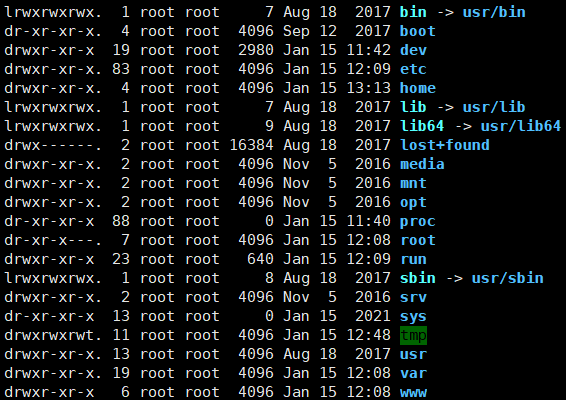 lrwxrwxrwx.  1 root root     7 Aug 18  2017 bin -> usr/bin
dr-xr-xr-x.  4 root root  4096 Sep 12  2017 boot
drwxr-xr-x  19 root root  2980 Jan 15 11:42 dev
drwxr-xr-x. 83 root root  4096 Jan 15 12:09 etc
drwxr-xr-x.  4 root root  4096 Jan 15 13:13 home
lrwxrwxrwx.  1 root root     7 Aug 18  2017 lib -> usr/lib
lrwxrwxrwx.  1 root root     9 Aug 18  2017 lib64 -> usr/lib64
drwx------.  2 root root 16384 Aug 18  2017 lost+found
drwxr-xr-x.  2 root root  4096 Nov  5  2016 media
drwxr-xr-x.  2 root root  4096 Nov  5  2016 mnt
drwxr-xr-x.  2 root root  4096 Nov  5  2016 opt
dr-xr-xr-x  88 root root     0 Jan 15 11:40 proc
dr-xr-x---.  7 root root  4096 Jan 15 12:08 root
drwxr-xr-x  23 root root   640 Jan 15 12:09 run
lrwxrwxrwx.  1 root root     8 Aug 18  2017 sbin -> usr/sbin
drwxr-xr-x.  2 root root  4096 Nov  5  2016 srv
dr-xr-xr-x  13 root root     0 Jan 15  2021 sys
drwxrwxrwt. 11 root root  4096 Jan 15 12:48 tmp
drwxr-xr-x. 13 root root  4096 Aug 18  2017 usr
drwxr-xr-x. 19 root root  4096 Jan 15 12:08 var
drwxr-xr-x   6 root root  4096 Jan 15 12:08 www